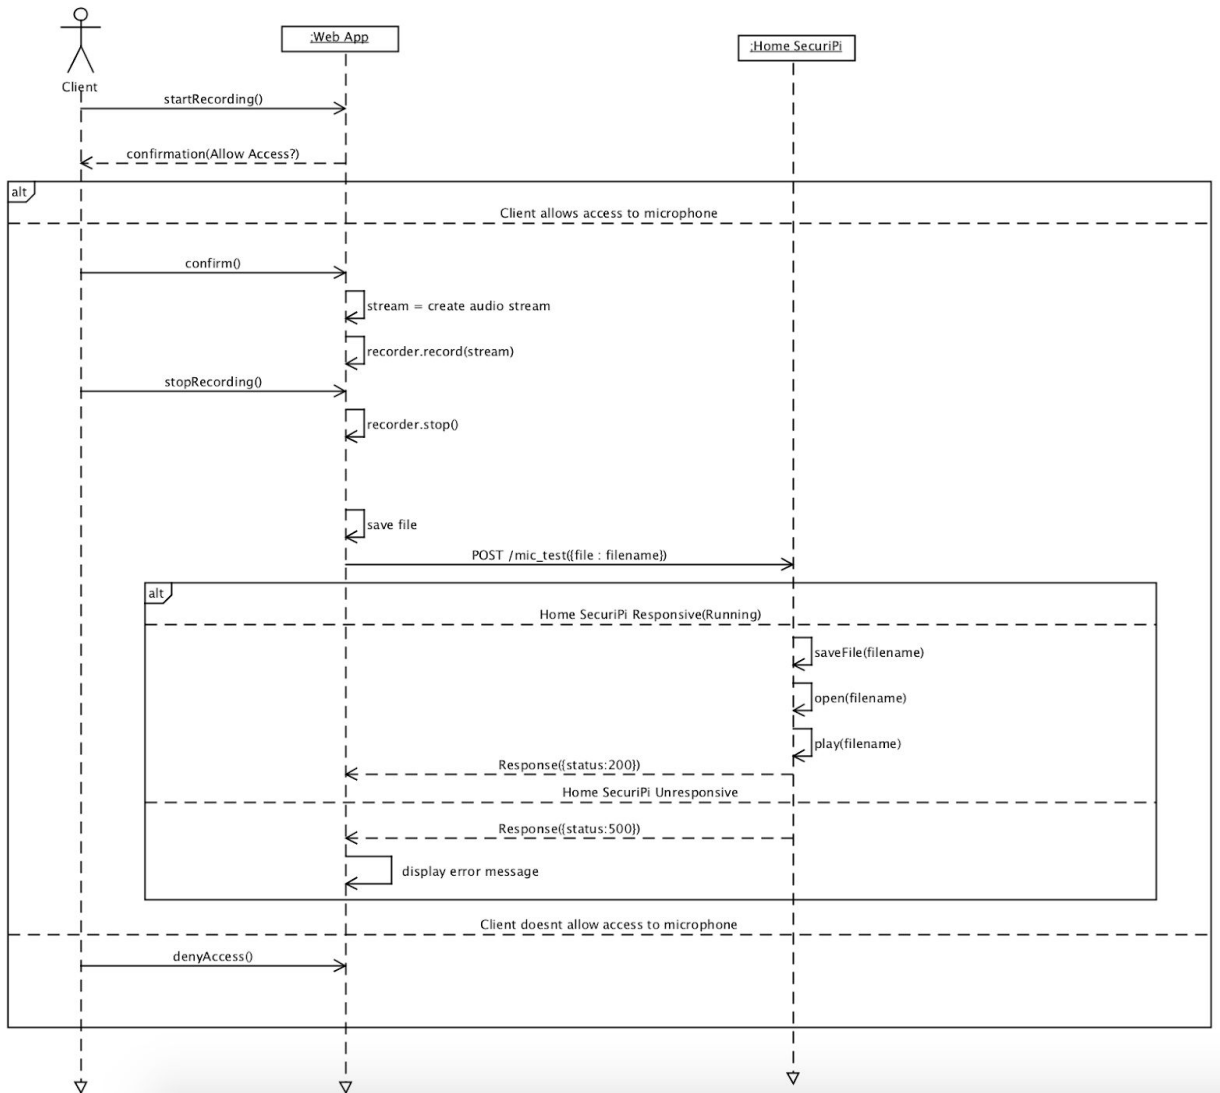 :Web App
:Home SecuriPi
Client
startRecording()
confirmation(Allow Access?)
alt
Client allows access to microphone
confirm()
stream = create audio stream
recorder.record(stream)
stopRecording()
recorder.stop()
save file
POST /mic_test({file : filename})
alt
Home SecuriPi Responsive(Running)
saveFile(filename)
open(filename)
play(filename)
Response({status:200})
Home SecuriPi Unresponsive
Response({status:500})
display error message
Client doesnt allow access to microphone
denyAccess()